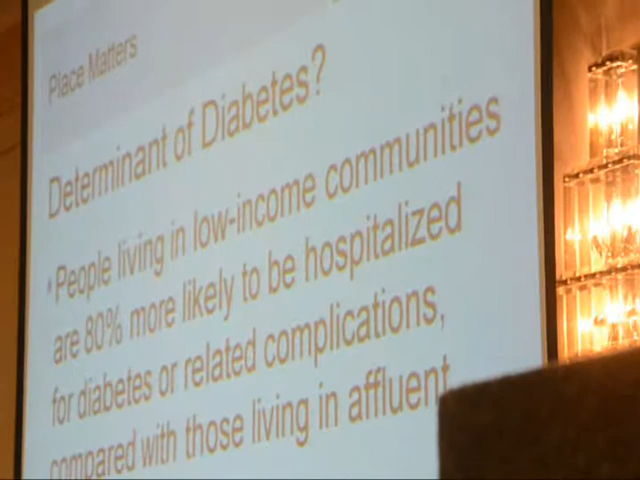 Place Matters
Determinant of Diabetes?
People living in low-income communities
are 80% more likely to be hospitalized
for diabetes or related complications,
compared with those living in affluent